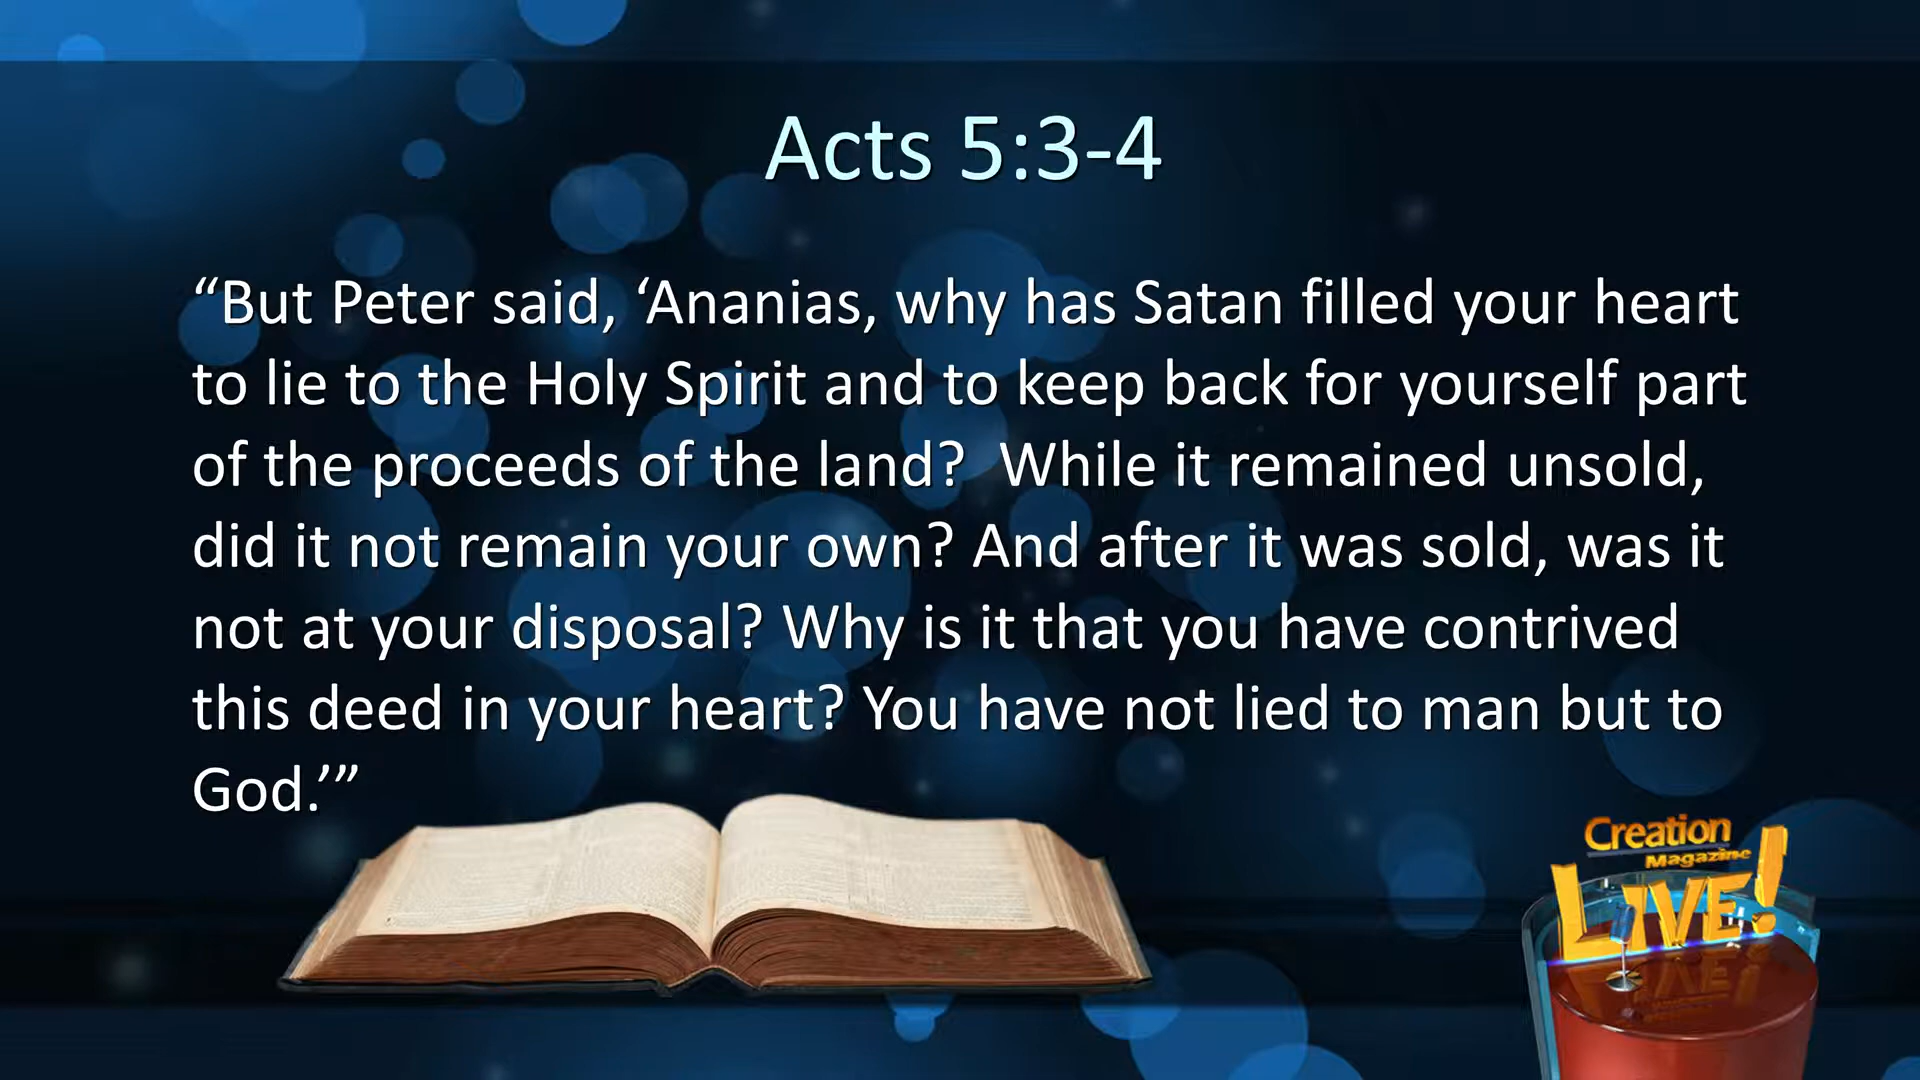 Acts 5:3-4
“But Peter said, ‘Ananias, why has Satan filled your heart
to lie to the Holy Spirit and to keep back for yourself part
of the proceeds of the land?  While it remained unsold,
did it not remain your own? And after it was sold, was it
not at your disposal? Why is it that you have contrived
this deed in your heart? You have not lied to man but to
God.’”
Creation
Magazine
LIVE!